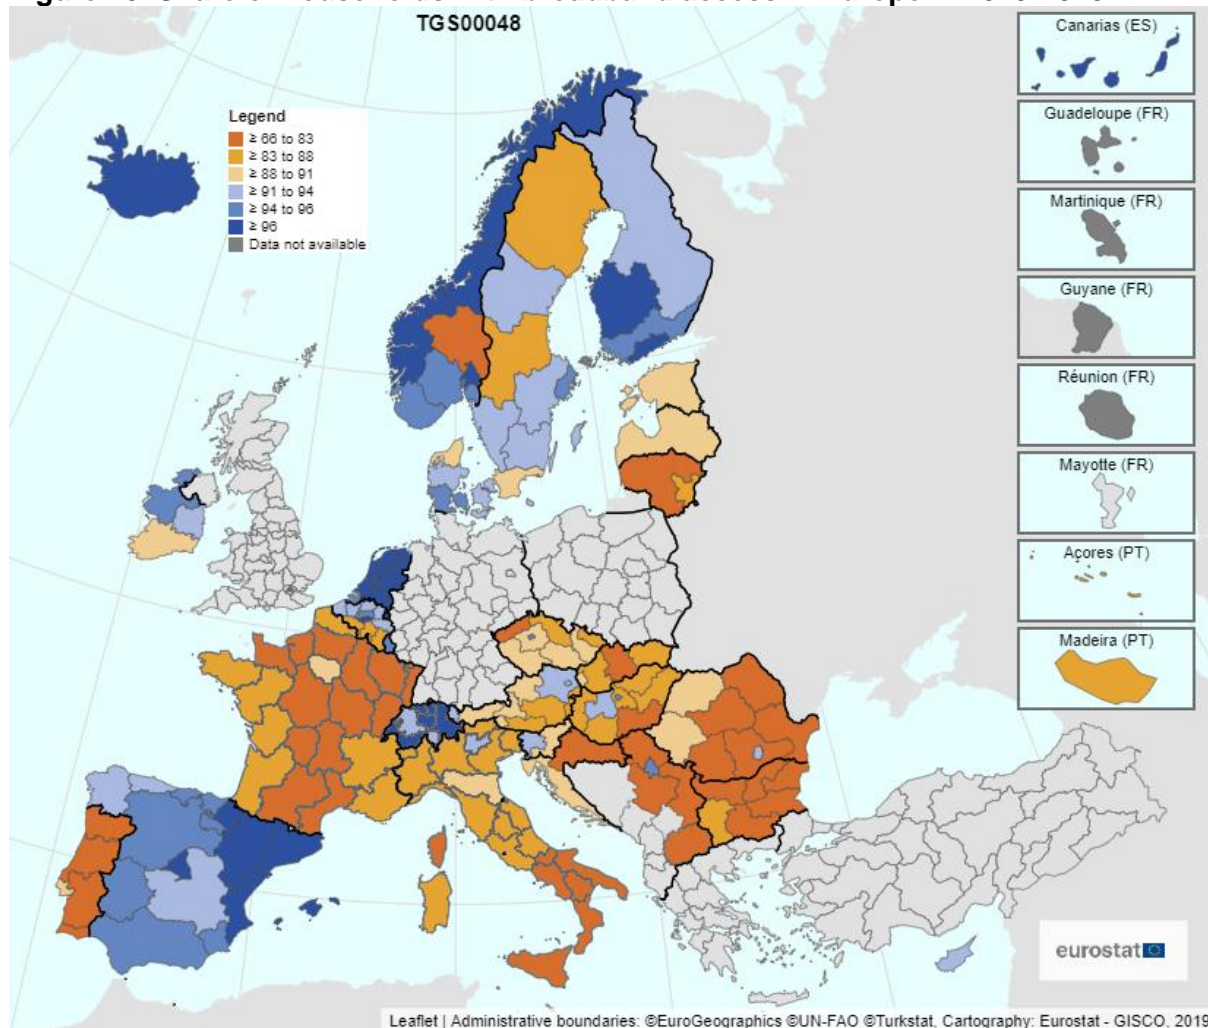 TGS00048
Legend
≥ 66 to 83
≥ 83 to 88
≥ 88 to 91
≥ 91 to 94
≥ 94 to 96
≥ 96
Data not available
Canarias (ES)
Guadeloupe (FR)
Martinique (FR)
Guyane (FR)
Réunion (FR)
Mayotte (FR)
Açores (PT)
Madeira (PT)
eurostat
Leaflet | Administrative boundaries: ©EuroGeographics ©UN-FAO ©Turkstat, Cartography: Eurostat - GISCO, 2019